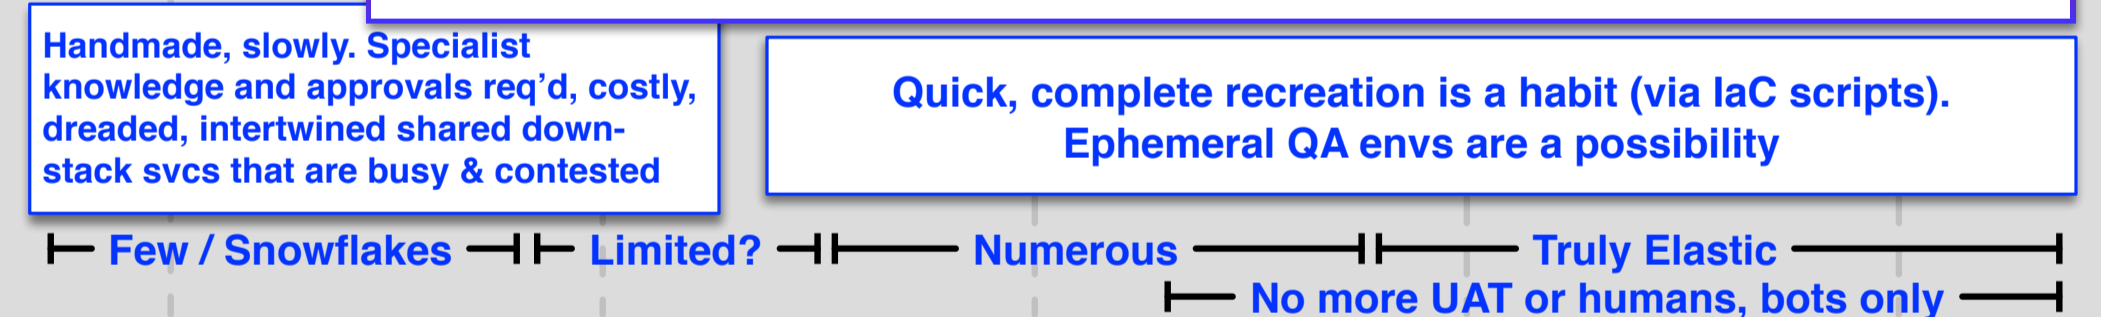 Handmade, slowly. Specialist
knowledge and approvals req’d, costly,
dreaded, intertwined shared down-
stack svcs that are busy & contested
Quick, complete recreation is a habit (via IaC scripts).
Ephemeral QA envs are a possibility
Few / Snowflakes
Limited?
Numerous
Truly Elastic
No more UAT or humans, bots only